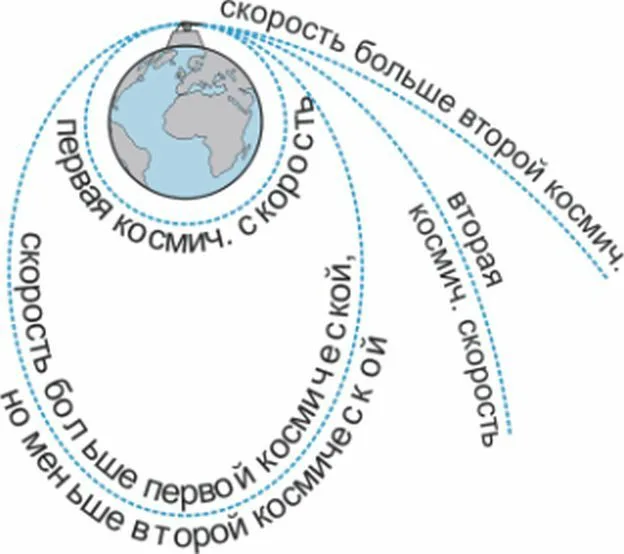 скорость больше второй космич.
первая космич. скорость
вторая
космич. скорость
скорость больше первой космической,
но меньше второй космической